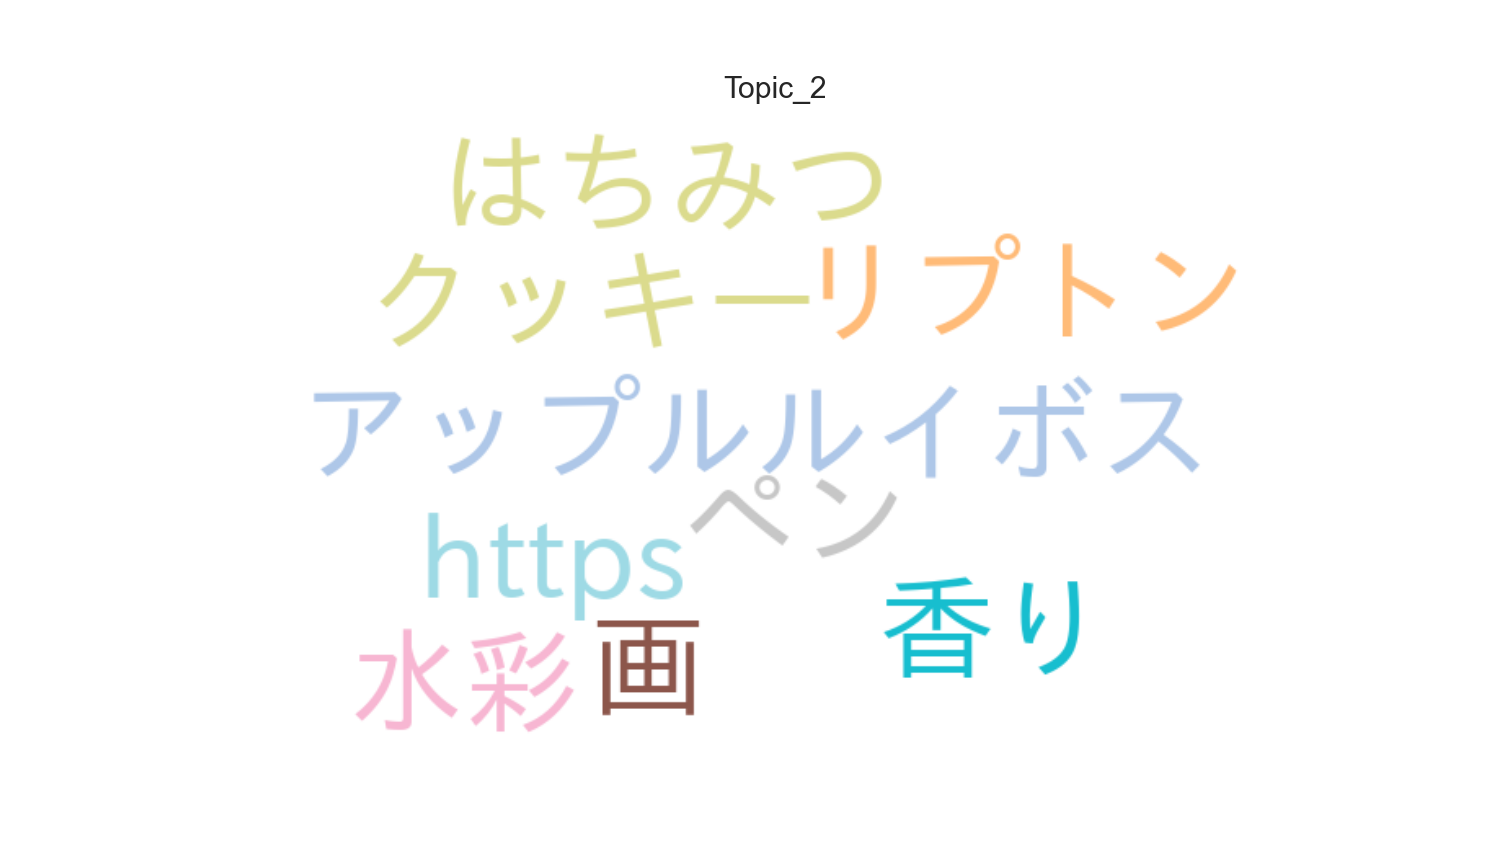 Topic_2
はちみつ
クッキー
リプトン
アップル
ルイボス
ペン
https
香り
水彩
画